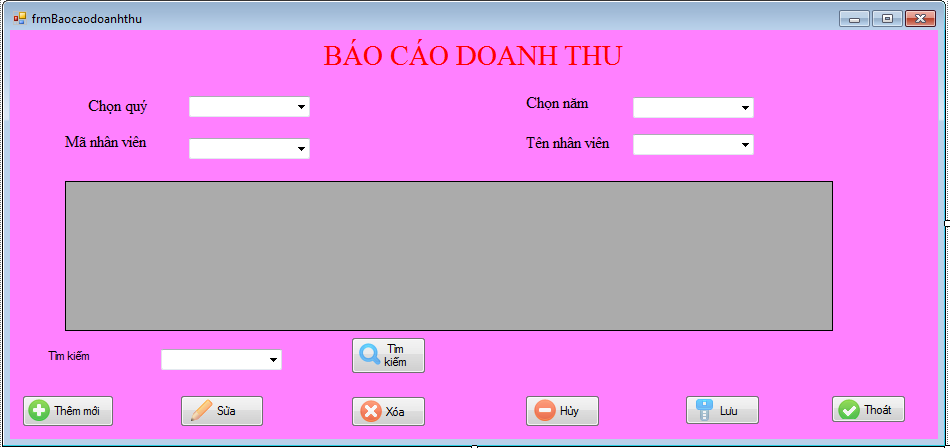 frmBaocaodoanhthu
BÁO CÁO DOANH THU
Chọn quý
Chọn năm
Mã nhân viên
Tên nhân viên
Tìm kiếm
Tìm
kiếm
Thêm mới
Sửa
Xóa
Hủy
Lưu
Thoát